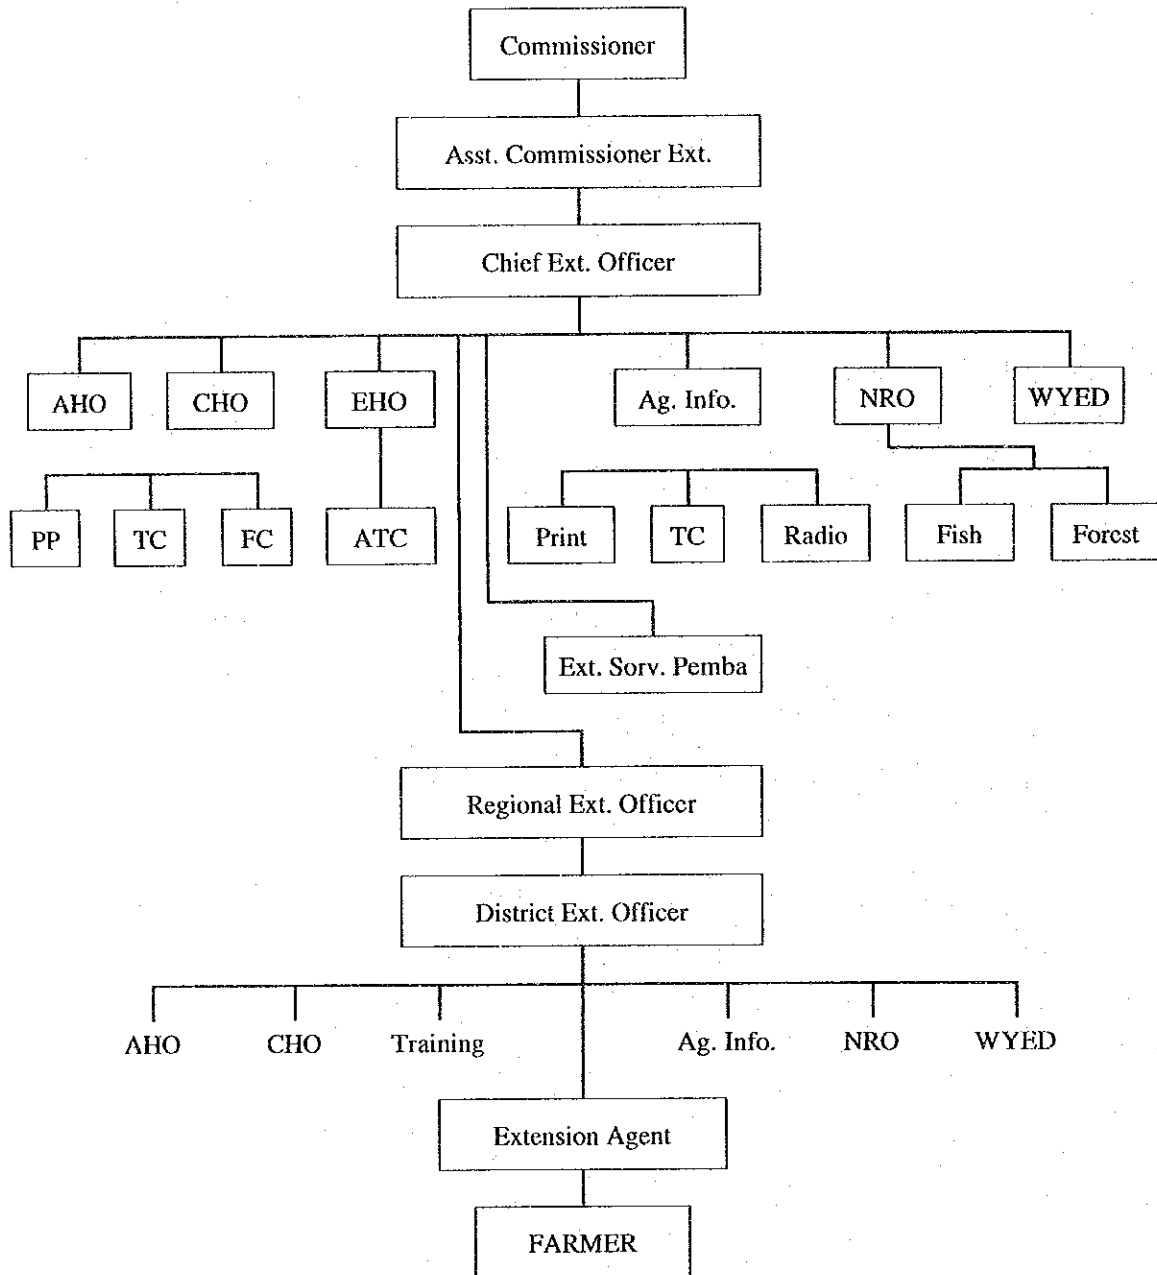 Commissioner
Asst. Commissioner Ext.
Chief Ext. Officer
AHO CHO EHO Ag. Info. NRO WYED
PP TC FC ATC Print TC Radio Fish Forest
Ext. Sorv. Pemba
Regional Ext. Officer
District Ext. Officer
AHO CHO Training Ag. Info. NRO WYED
Extension Agent
FARMER